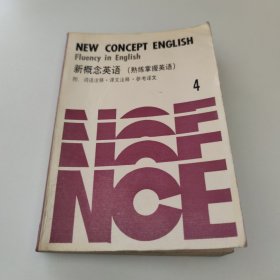 NEW CONCEPT ENGLISH
Fluency in English
新概念英语（熟练掌握英语）
附：词汇注释·课文注释·参考译文
4
NCE
NCE
NCE